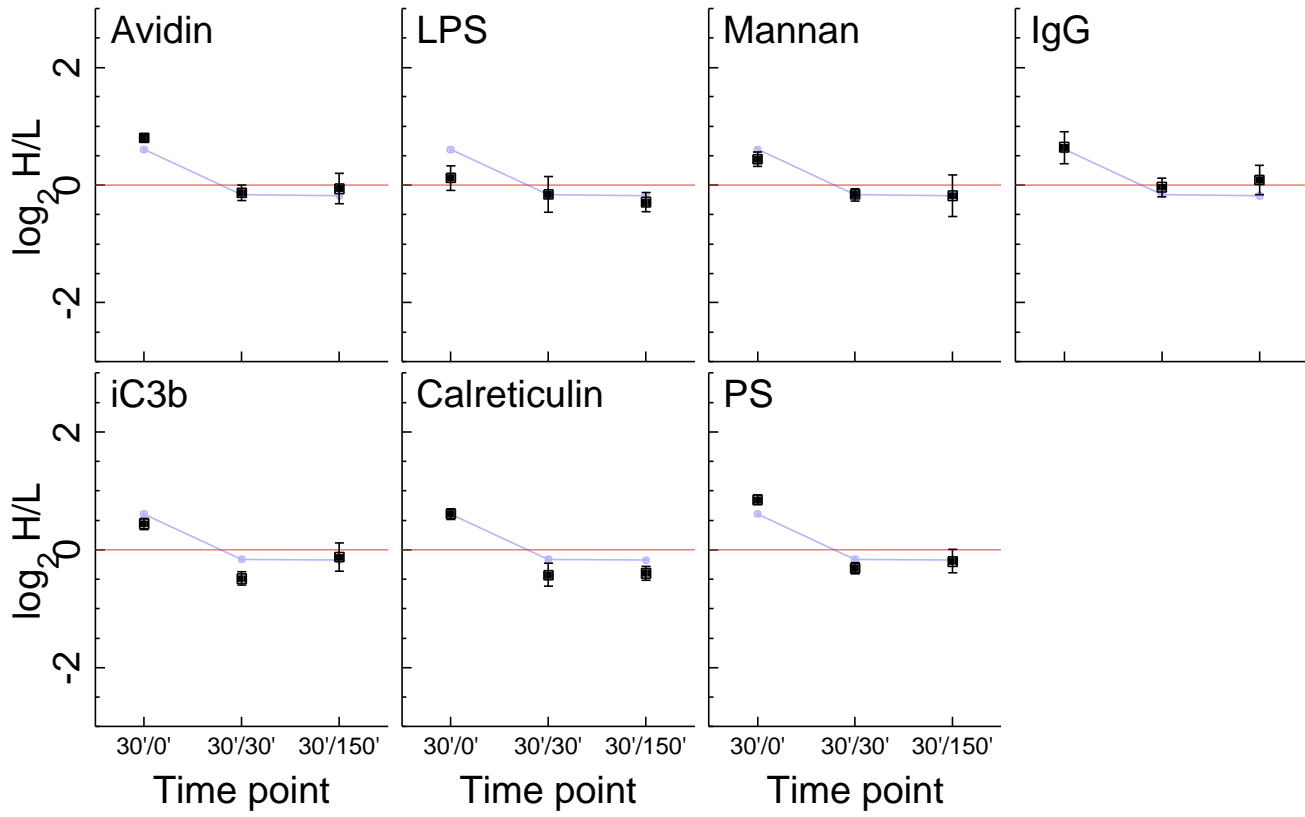 Avidin LPS Mannan IgG
2
0
-2
log2 H/L
iC3b Calreticulin PS
2
0
-2
log2 H/L
30'/0' 30'/30' 30'/150' 30'/0' 30'/30' 30'/150' 30'/0' 30'/30' 30'/150'
Time point Time point Time point